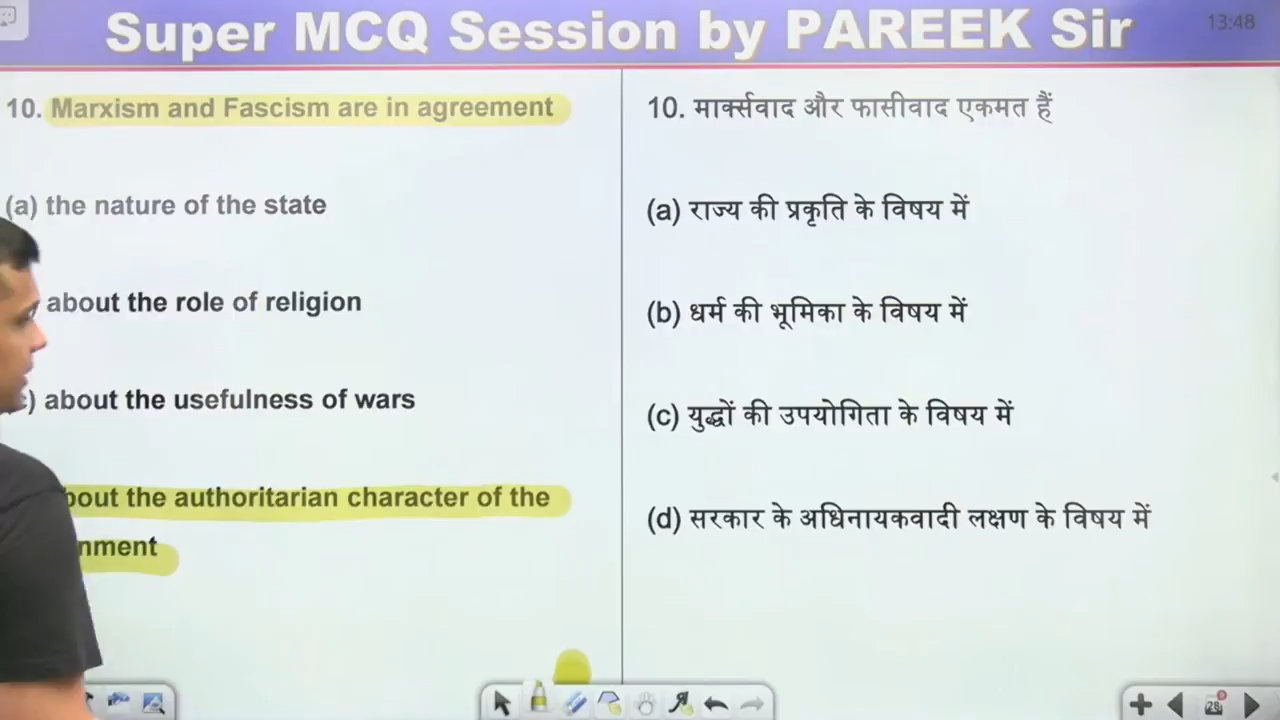 Super MCQ Session by PAREEK Sir
13:48
10. Marxism and Fascism are in agreement
(a) the nature of the state
about the role of religion
) about the usefulness of wars
bout the authoritarian character of the
nment
10. मार्क्सवाद और फासीवाद एकमत हैं
(a) राज्य की प्रकृति के विषय में
(b) धर्म की भूमिका के विषय में
(c) युद्धों की उपयोगिता के विषय में
(d) सरकार के अधिनायकवादी लक्षण के विषय में
28